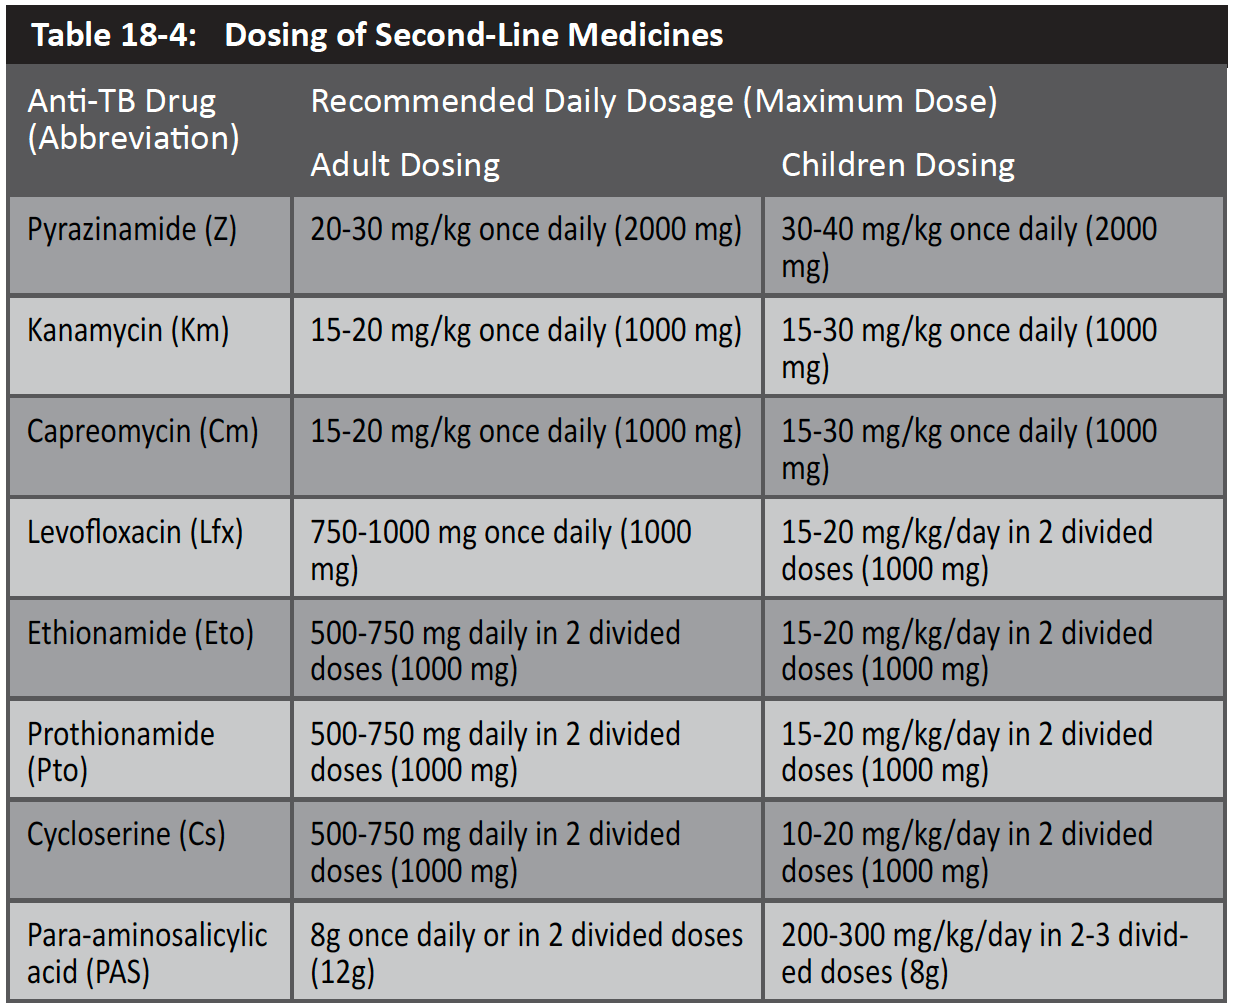 Table 18-4: Dosing of Second-Line Medicines
Anti-TB Drug
(Abbreviation)
Recommended Daily Dosage (Maximum Dose)
Adult Dosing
Children Dosing
Pyrazinamide (Z)
20-30 mg/kg once daily (2000 mg)
30-40 mg/kg once daily (2000
mg)
Kanamycin (Km)
15-20 mg/kg once daily (1000 mg)
15-30 mg/kg once daily (1000
mg)
Capreomycin (Cm)
15-20 mg/kg once daily (1000 mg)
15-30 mg/kg once daily (1000
mg)
Levofloxacin (Lfx)
750-1000 mg once daily (1000
mg)
15-20 mg/kg/day in 2 divided
doses (1000 mg)
Ethionamide (Eto)
500-750 mg daily in 2 divided
doses (1000 mg)
15-20 mg/kg/day in 2 divided
doses (1000 mg)
Prothionamide
(Pto)
500-750 mg daily in 2 divided
doses (1000 mg)
15-20 mg/kg/day in 2 divided
doses (1000 mg)
Cycloserine (Cs)
500-750 mg daily in 2 divided
doses (1000 mg)
10-20 mg/kg/day in 2 divided
doses (1000 mg)
Para-aminosalicylic
acid (PAS)
8g once daily or in 2 divided doses
(12g)
200-300 mg/kg/day in 2-3 divid-
ed doses (8g)